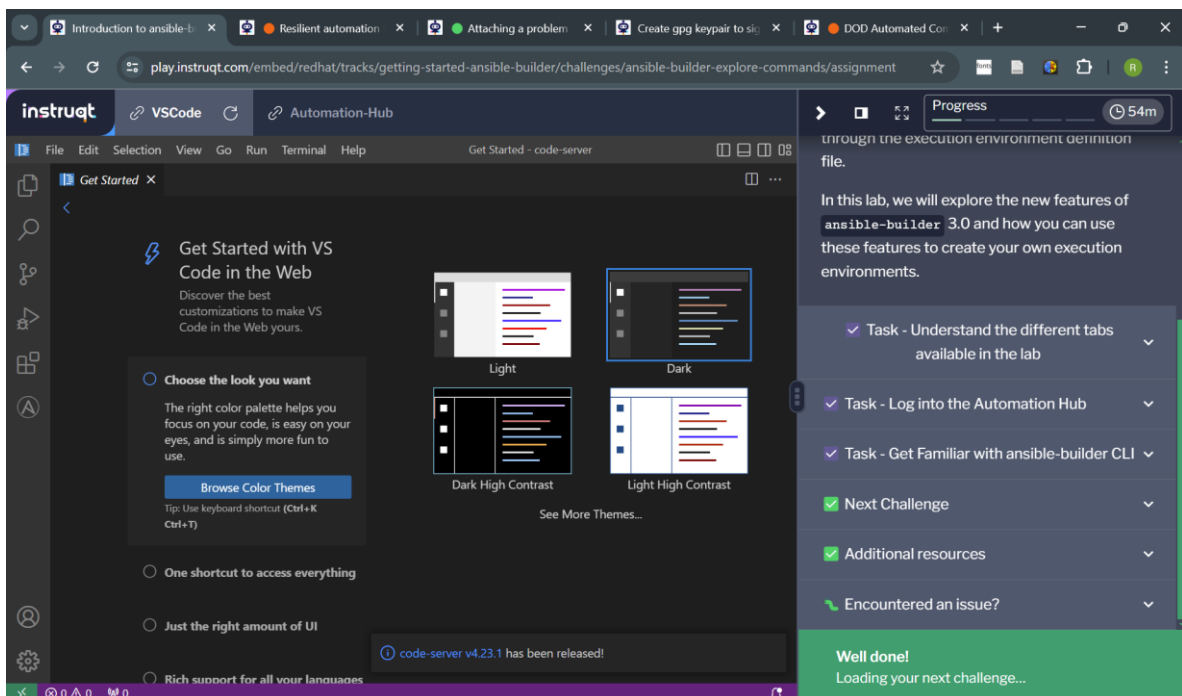 Introduction to ansible-b
Resilient automation
Attaching a problem
Create gpg keypair to sig
DOD Automated Con
play.instruqt.com/embed/redhat/tracks/getting-started-ansible-builder/challenges/ansible-builder-explore-commands/assignment
fonts
R
instruqt
VSCode
Automation-Hub
Progress
54m
File Edit Selection View Go Run Terminal Help
Get Started - code-server
Get Started
Get Started with VS
Code in the Web
Discover the best
customizations to make VS
Code in the Web yours.
Choose the look you want
The right color palette helps you
focus on your code, is easy on your
eyes, and is simply more fun to
use.
Browse Color Themes
Tip: Use keyboard shortcut (Ctrl+K
Ctrl+T)
One shortcut to access everything
Just the right amount of UI
Rich support for all your languages
Light
Dark
Dark High Contrast
Light High Contrast
See More Themes...
code-server v4.23.1 has been released!
0 0 0
through the execution environment definition
file.
In this lab, we will explore the new features of
ansible-builder 3.0 and how you can use
these features to create your own execution
environments.
Task - Understand the different tabs
available in the lab
Task - Log into the Automation Hub
Task - Get Familiar with ansible-builder CLI
Next Challenge
Additional resources
Encountered an issue?
Well done!
Loading your next challenge...